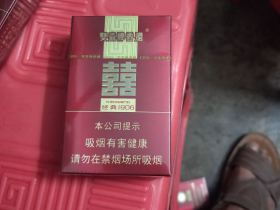 囍
经典1906
本公司提示
吸烟有害健康
请勿在禁烟场所吸烟